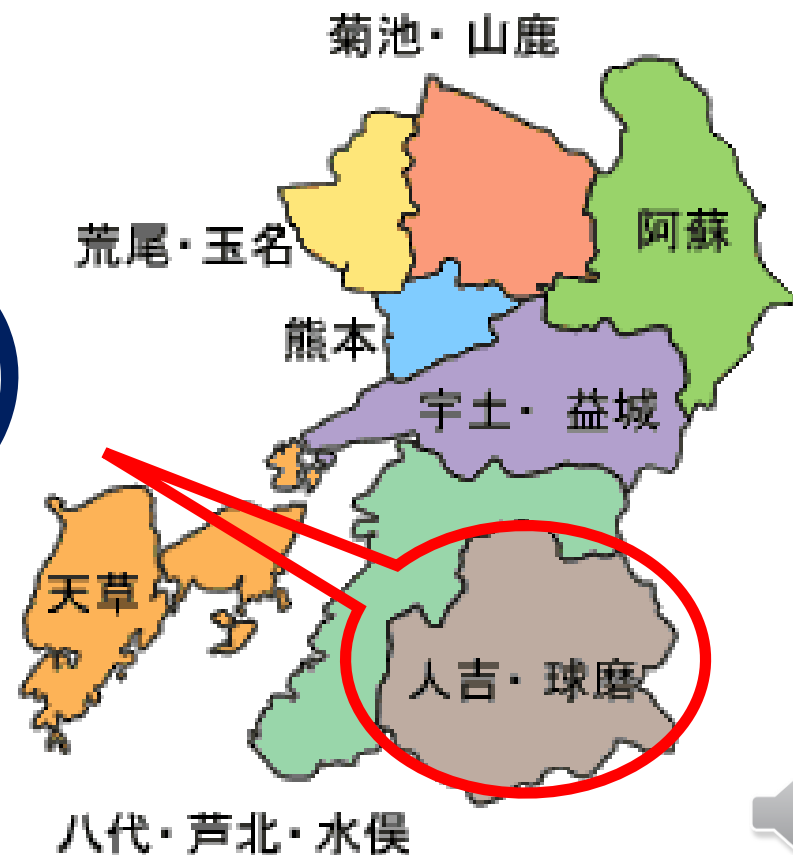 菊池・山鹿
阿蘇
荒尾・玉名
熊本
宇土・益城
天草
人吉・球磨
八代・芦北・水俣